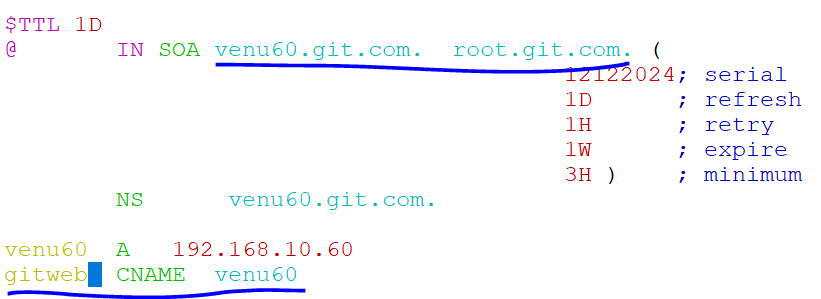 $TTL 1D
@ IN SOA venu60.git.com. root.git.com. (
12122024; serial
1D ; refresh
1H ; retry
1W ; expire
3H ) ; minimum
NS venu60.git.com.
venu60 A 192.168.10.60
gitweb CNAME venu60